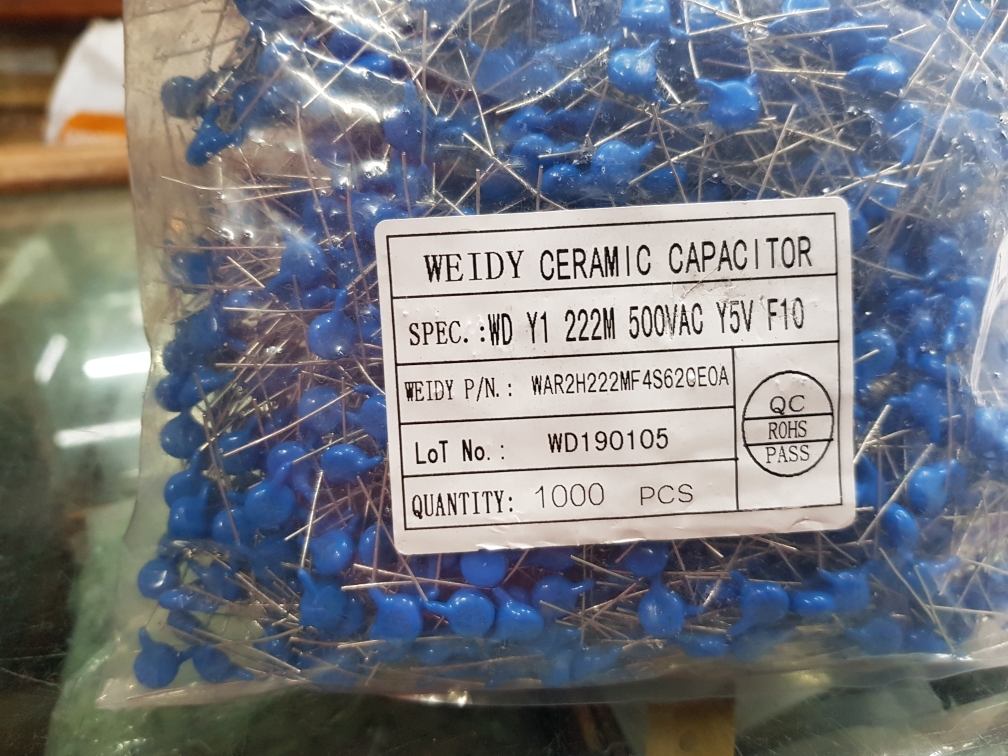 WEIDY CERAMIC CAPACITOR
SPEC.:WD Y1 222M 500VAC Y5V F10
WEIDY P/N.: WAR2H222MF4S62CE0A
LoT No.: WD190105
QUANTITY: 1000 PCS
QC
ROHS
PASS